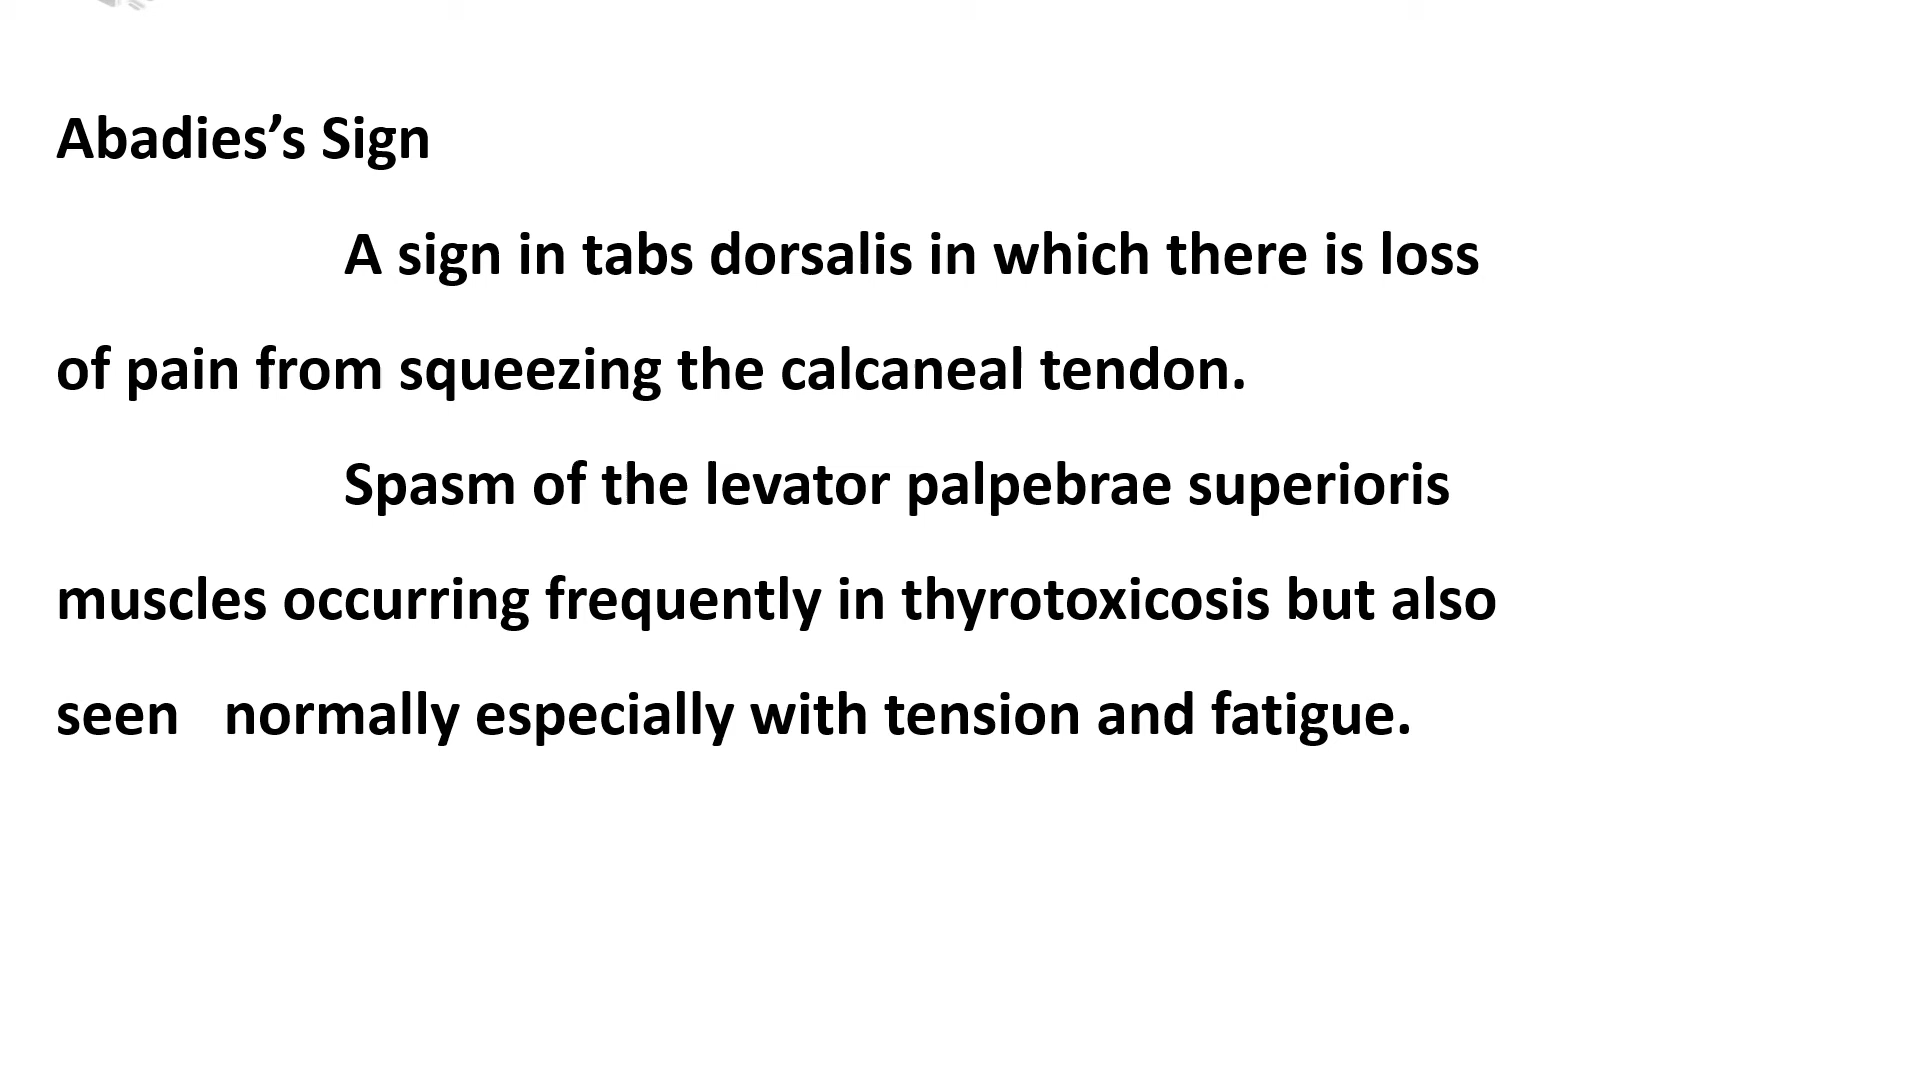 Abadies’s Sign
A sign in tabs dorsalis in which there is loss
of pain from squeezing the calcaneal tendon.
Spasm of the levator palpebrae superioris
muscles occurring frequently in thyrotoxicosis but also
seen   normally especially with tension and fatigue.